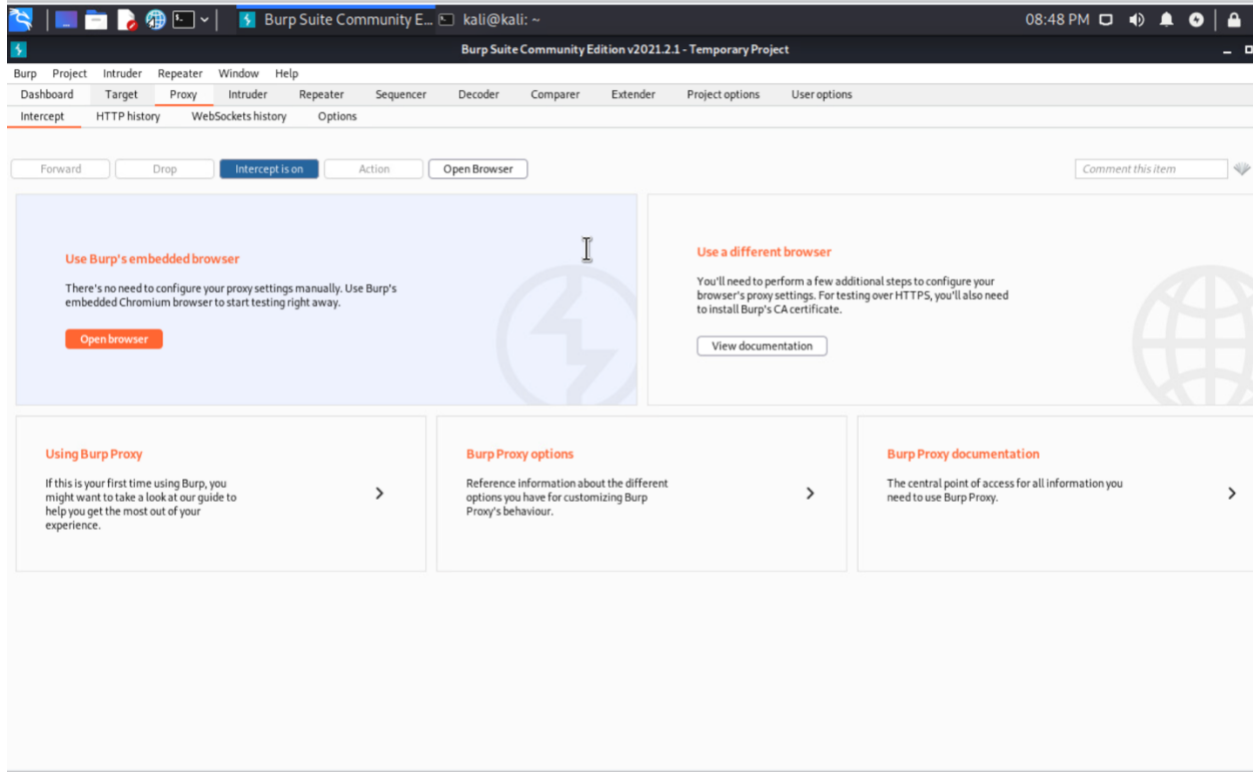 Burp Suite Community E...
kali@kali: ~
08:48 PM
Burp Suite Community Edition v2021.2.1 - Temporary Project
Burp Project Intruder Repeater Window Help
Dashboard Target Proxy Intruder Repeater Sequencer Decoder Comparer Extender Project options User options
Intercept HTTP history WebSockets history Options
Forward Drop Intercept is on Action Open Browser Comment this item
Use Burp's embedded browser
There's no need to configure your proxy settings manually. Use Burp's
embedded Chromium browser to start testing right away.
Open browser
Use a different browser
You'll need to perform a few additional steps to configure your
browser's proxy settings. For testing over HTTPS, you'll also need
to install Burp's CA certificate.
View documentation
Using Burp Proxy
If this is your first time using Burp, you
might want to take a look at our guide to
help you get the most out of your
experience.
Burp Proxy options
Reference information about the different
options you have for customizing Burp
Proxy's behaviour.
Burp Proxy documentation
The central point of access for all information you
need to use Burp Proxy.